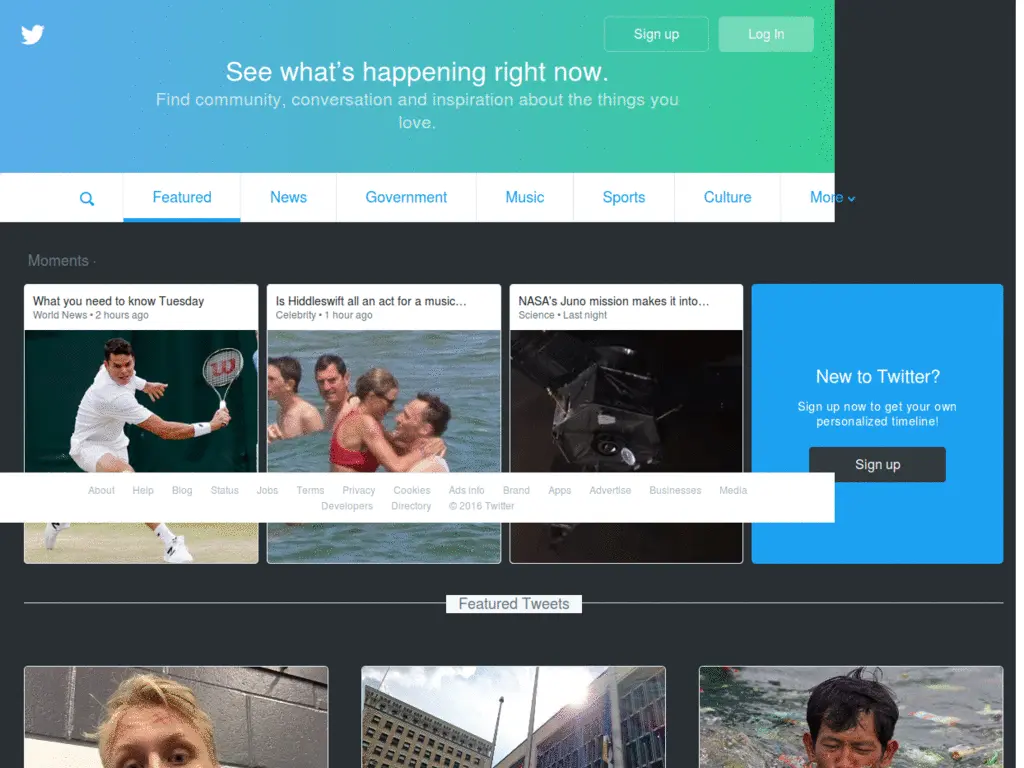 Sign up
Log In
See what’s happening right now.
Find community, conversation and inspiration about the things you
love.
Featured
News
Government
Music
Sports
Culture
More
Moments ·
What you need to know Tuesday
World News • 2 hours ago
Is Hiddleswift all an act for a music…
Celebrity • 1 hour ago
NASA's Juno mission makes it into…
Science • Last night
New to Twitter?
Sign up now to get your own
personalized timeline!
Sign up
About Help Blog Status Jobs Terms Privacy Cookies Ads info Brand Apps Advertise Businesses Media
Developers Directory © 2016 Twitter
Featured Tweets